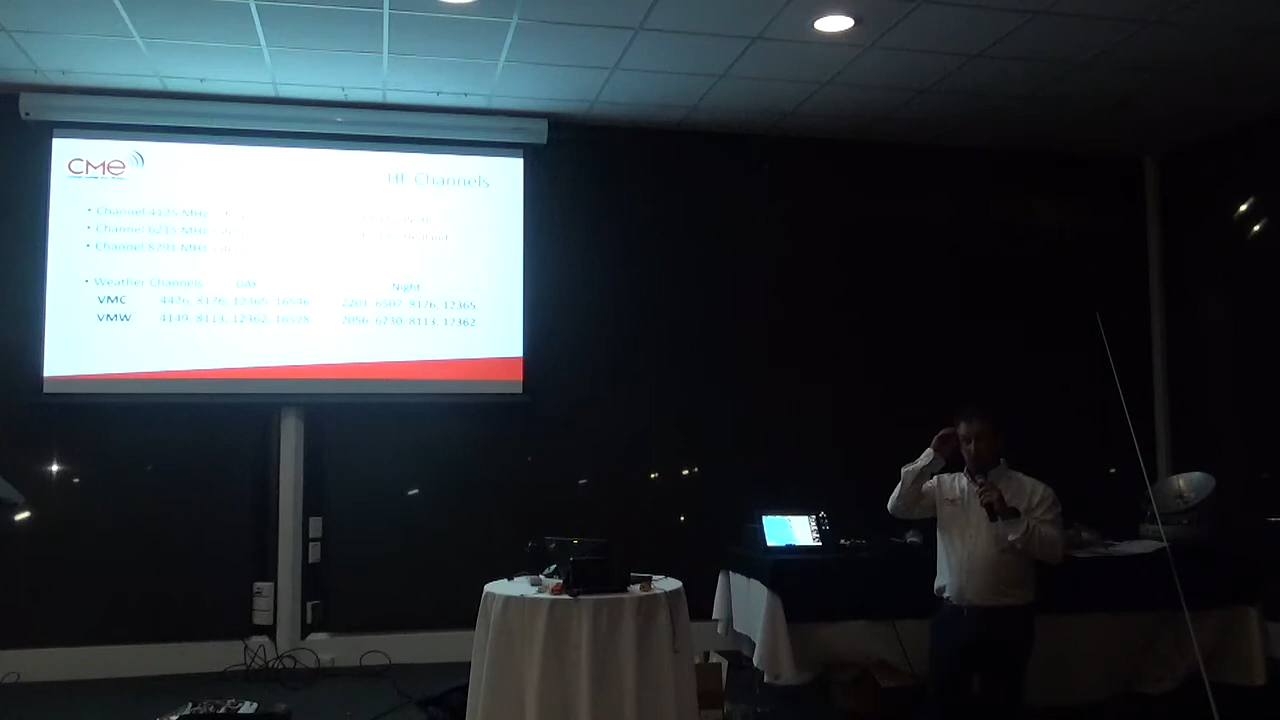 CME
HF Channels
• Channel 4125 MHz
• Channel 6215 MHz
• Channel 8291 MHz
• Weather Channels Day Night
VMC 4426, 8176, 12365, 16546 2201, 6507, 8176, 12365
VMW 4149, 8113, 12362, 16528 2056, 6230, 8113, 12362